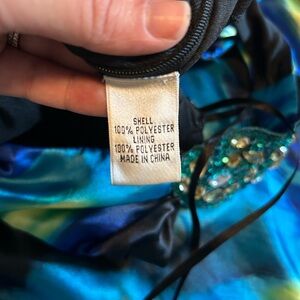 SHELL
100% POLYESTER
LINING
100% POLYESTER
MADE IN CHINA